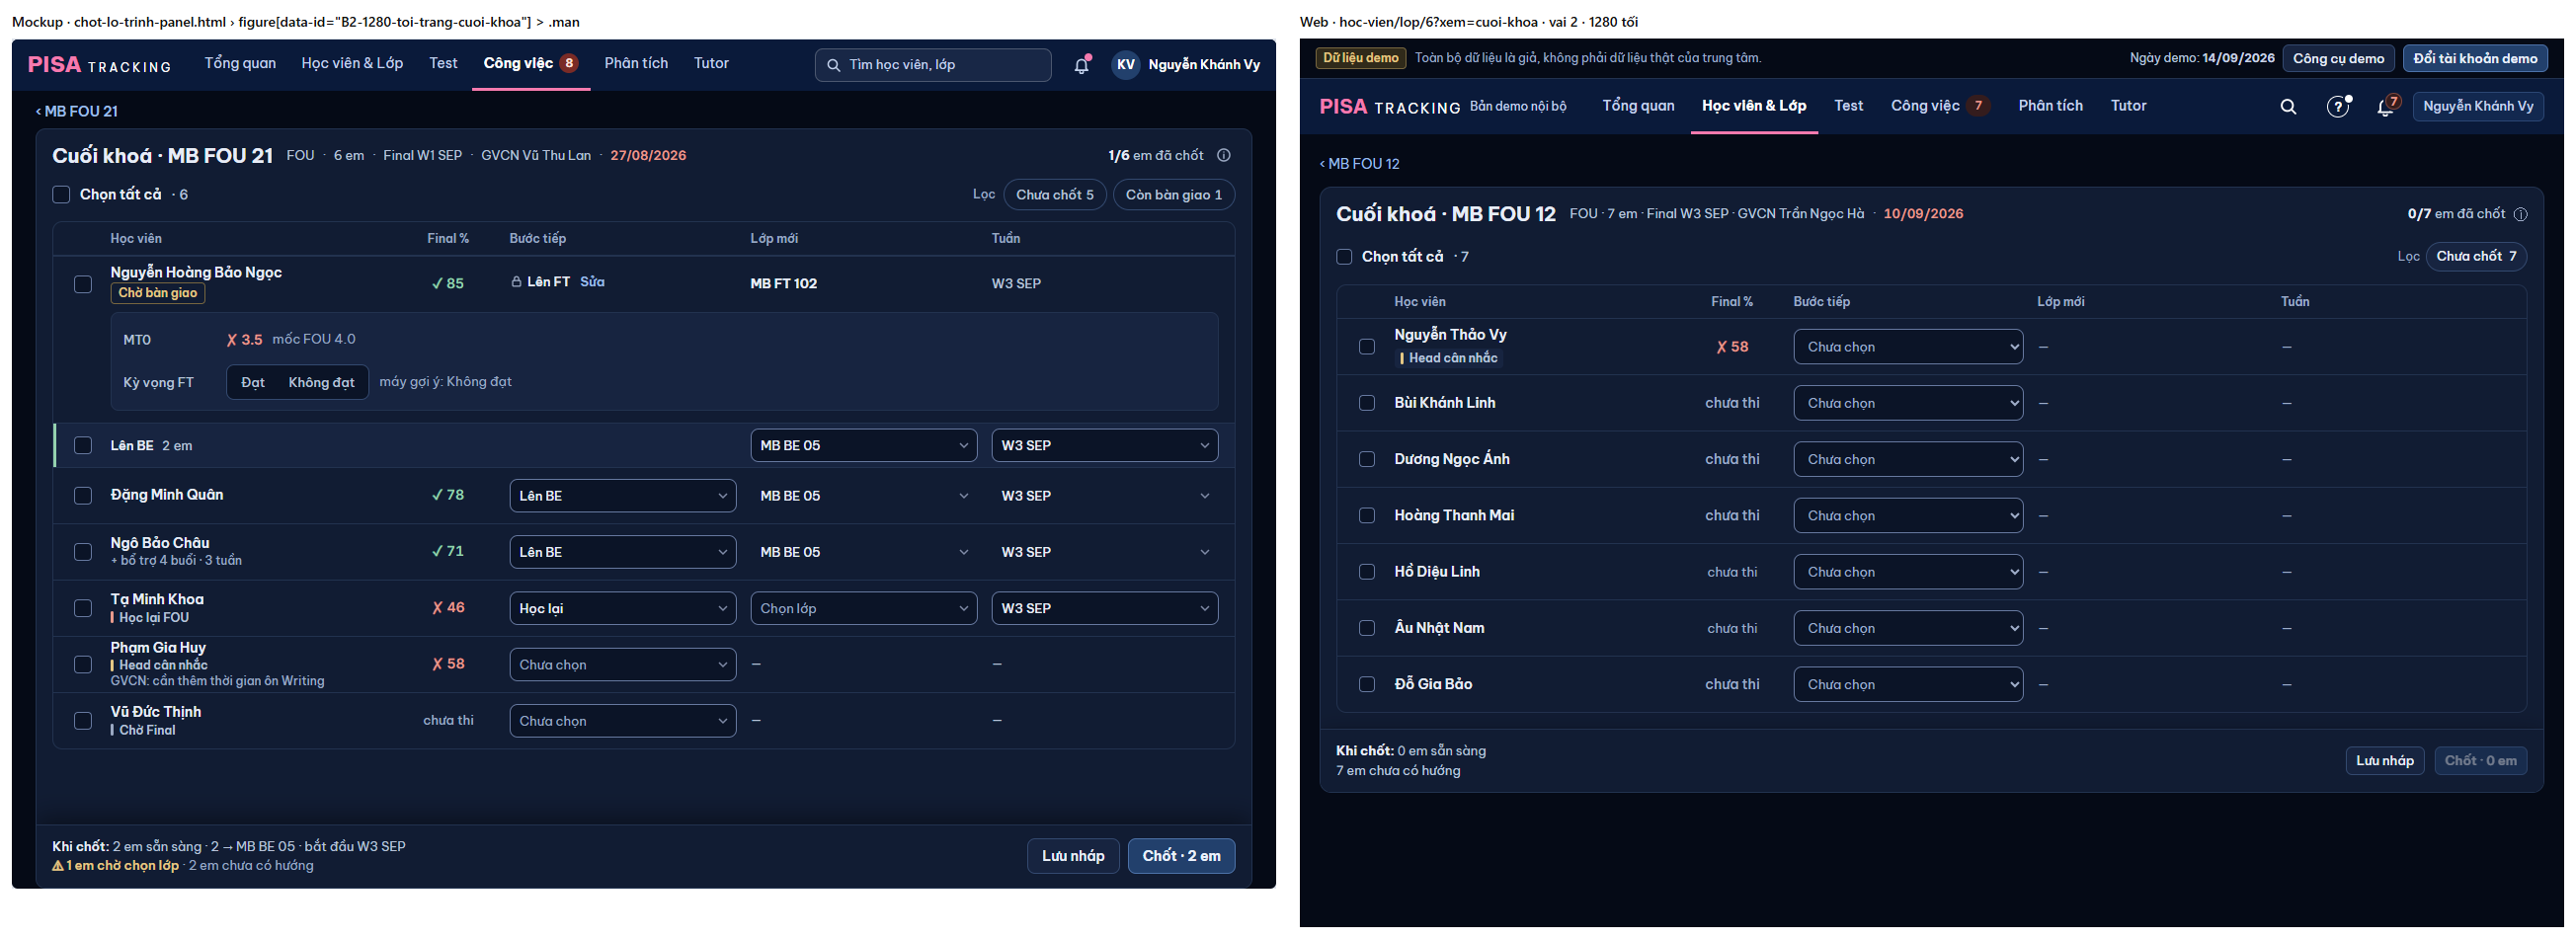 Mockup · chot-lo-trinh-panel.html › figure[data-id="B2-1280-toi-trang-cuoi-khoa"] > .man
PISA TRACKING Tổng quan Học viên & Lớp Test Công việc 8 Phân tích Tutor Tìm học viên, lớp KV Nguyễn Khánh Vy
‹ MB FOU 21
Cuối khoá · MB FOU 21 FOU · 6 em · Final W1 SEP · GVCN Vũ Thu Lan · 27/08/2026 1/6 em đã chốt
Chọn tất cả · 6 Lọc Chưa chốt 5 Còn bàn giao 1
Học viên Final % Bước tiếp Lớp mới Tuần
Nguyễn Hoàng Bảo Ngọc ✓ 85 Lên FT Sửa MB FT 102 W3 SEP
Chờ bàn giao
MT0 ✗ 3.5 mốc FOU 4.0
Kỳ vọng FT Đạt Không đạt máy gợi ý: Không đạt
Lên BE 2 em MB BE 05 W3 SEP
Đặng Minh Quân ✓ 78 Lên BE MB BE 05 W3 SEP
Ngô Bảo Châu ✓ 71 Lên BE MB BE 05 W3 SEP
+ bổ trợ 4 buổi · 3 tuần
Tạ Minh Khoa ✗ 46 Học lại Chọn lớp W3 SEP
Học lại FOU
Phạm Gia Huy ✗ 58 Chưa chọn – –
Head cân nhắc
GVCN: cần thêm thời gian ôn Writing
Vũ Đức Thịnh chưa thi Chưa chọn – –
Chờ Final
Khi chốt: 2 em sẵn sàng · 2 → MB BE 05 · bắt đầu W3 SEP
⚠ 1 em chờ chọn lớp · 2 em chưa có hướng
Lưu nháp Chốt · 2 em
Web · hoc-vien/lop/6?xem=cuoi-khoa · vai 2 · 1280 tối
Dữ liệu demo Toàn bộ dữ liệu là giả, không phải dữ liệu thật của trung tâm. Ngày demo: 14/09/2026 Công cụ demo Đổi tài khoản demo
PISA TRACKING Bản demo nội bộ Tổng quan Học viên & Lớp Test Công việc 7 Phân tích Tutor ? 7 Nguyễn Khánh Vy
‹ MB FOU 12
Cuối khoá · MB FOU 12 FOU · 7 em · Final W3 SEP · GVCN Trần Ngọc Hà · 10/09/2026 0/7 em đã chốt
Chọn tất cả · 7 Lọc Chưa chốt 7
Học viên Final % Bước tiếp Lớp mới Tuần
Nguyễn Thảo Vy ✗ 58 Chưa chọn – –
Head cân nhắc
Bùi Khánh Linh chưa thi Chưa chọn – –
Dương Ngọc Ánh chưa thi Chưa chọn – –
Hoàng Thanh Mai chưa thi Chưa chọn – –
Hồ Diệu Linh chưa thi Chưa chọn – –
Âu Nhật Nam chưa thi Chưa chọn – –
Đỗ Gia Bảo chưa thi Chưa chọn – –
Khi chốt: 0 em sẵn sàng
7 em chưa có hướng
Lưu nháp Chốt · 0 em